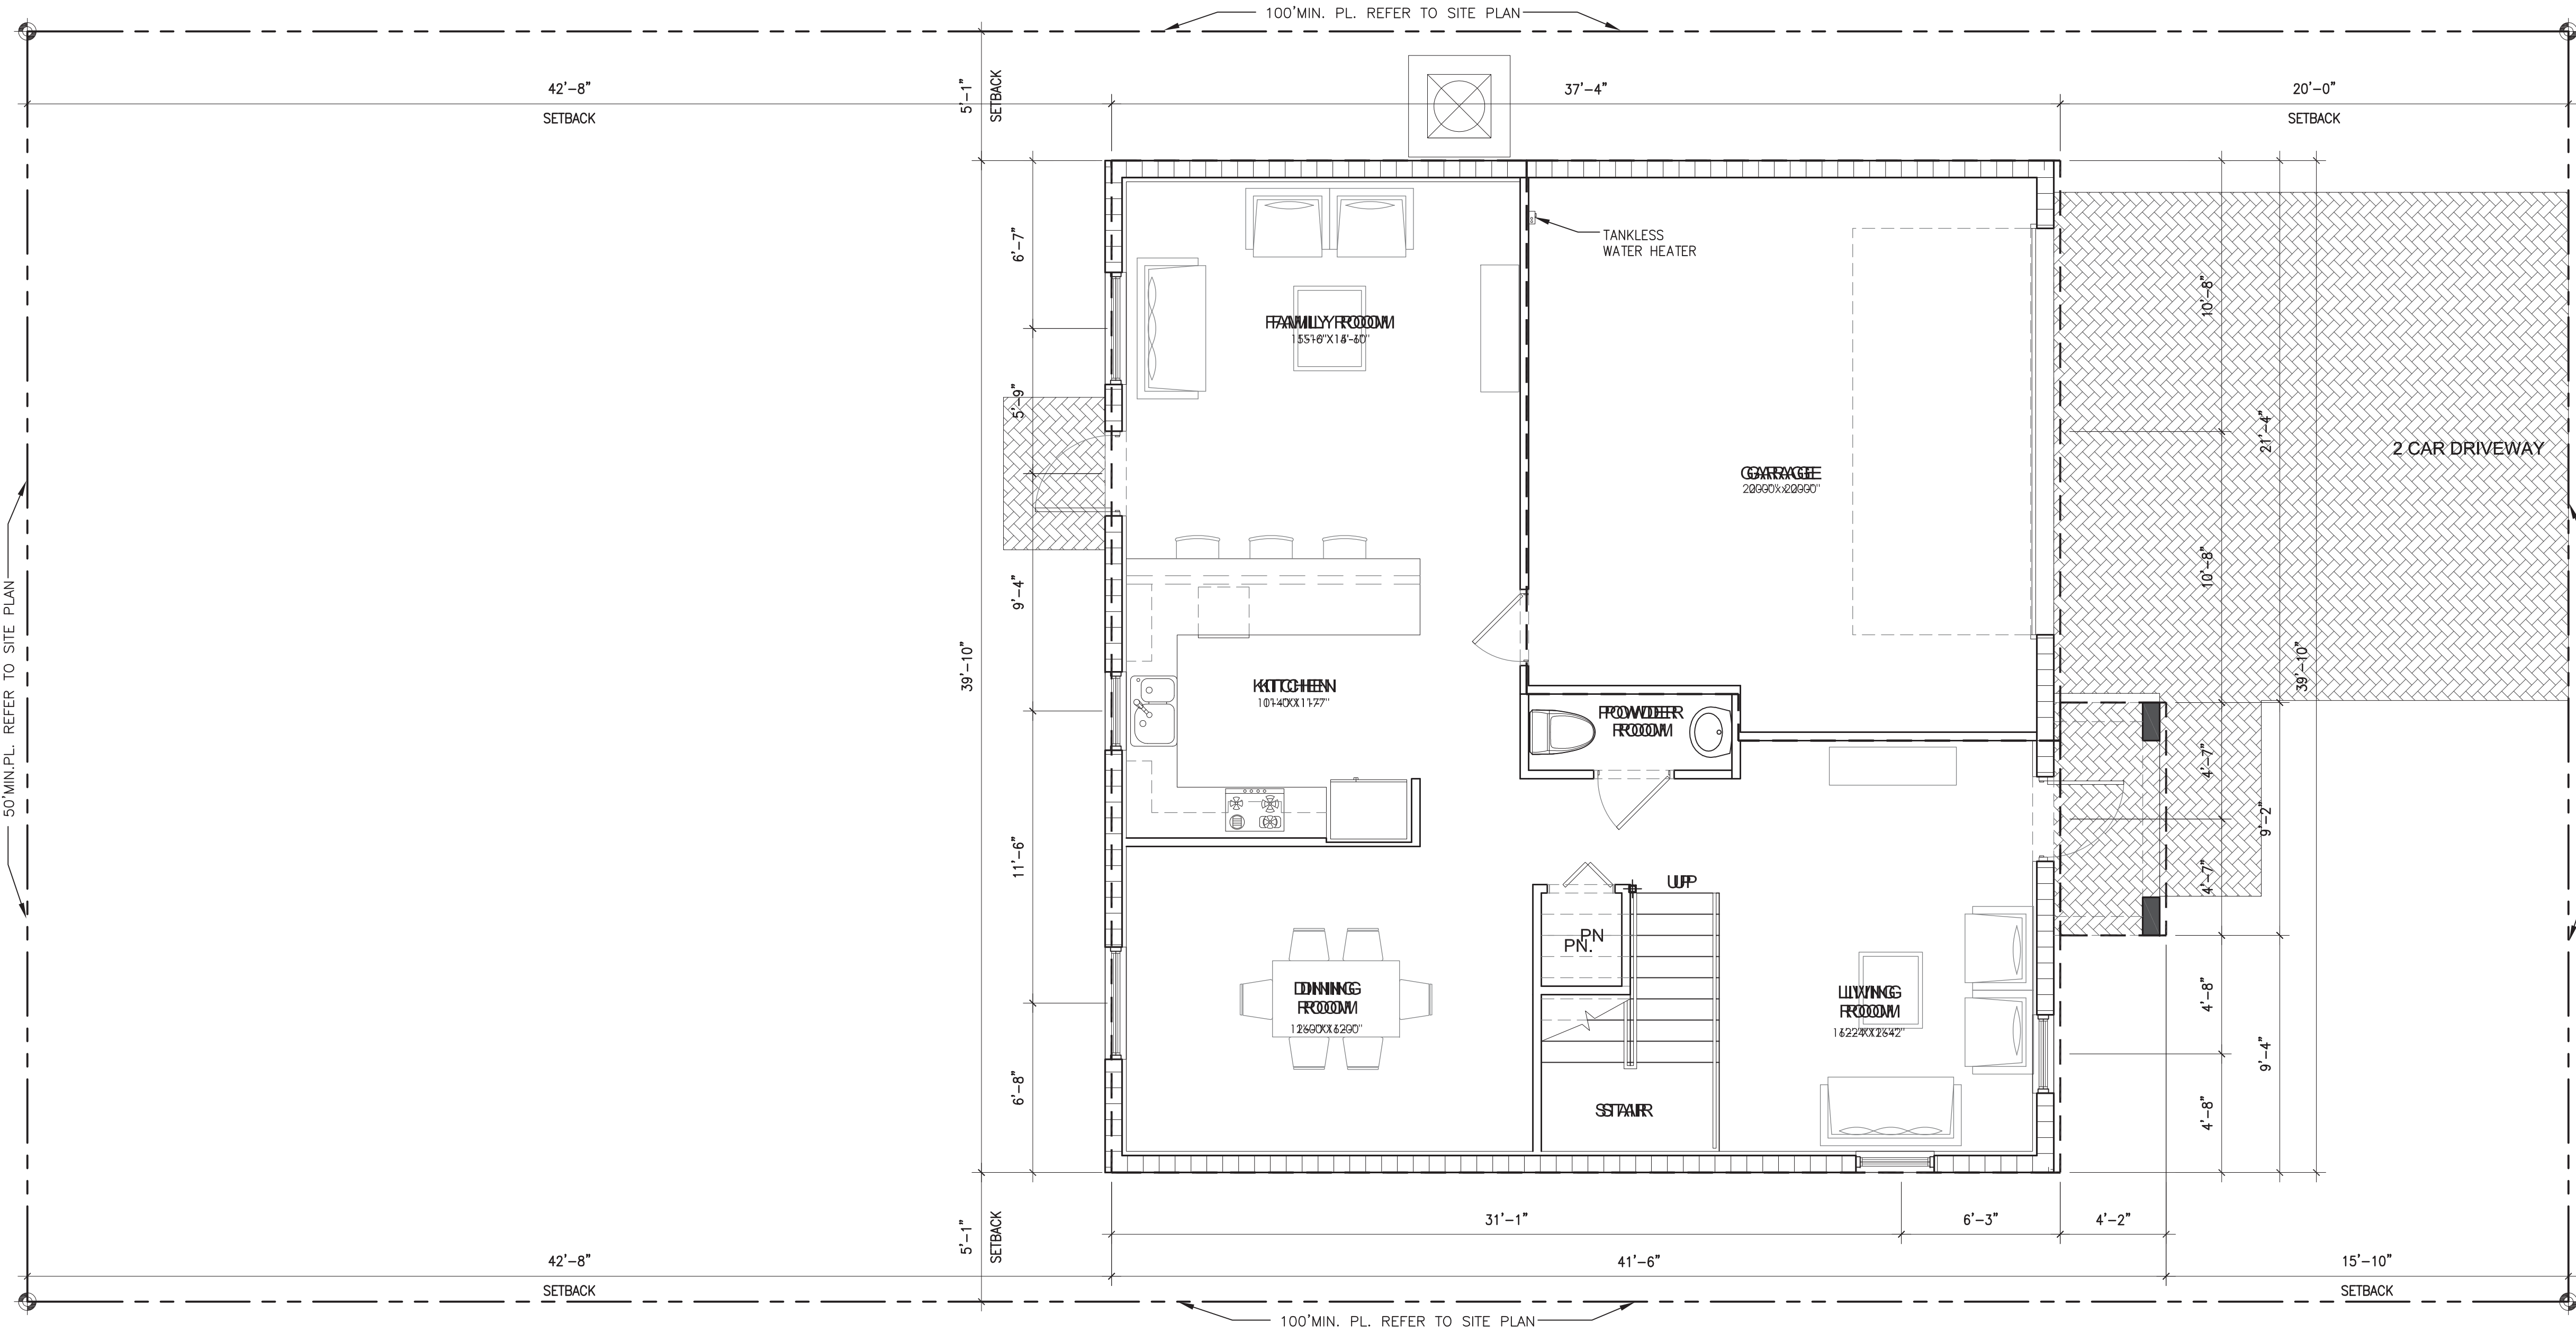 100'MIN. PL. REFER TO SITE PLAN
42'-8"
SETBACK
5'-1"
SETBACK
37'-4"
20'-0"
SETBACK
6'-7"
5'-9"
9'-4"
11'-6"
6'-8"
39'-10"
50'MIN.PL. REFER TO SITE PLAN
TANKLESS
WATER HEATER
FAMILY ROOM
GARAGE
2 CAR DRIVEWAY
10'-8"
21'-4"
10'-8"
39'-10"
KITCHEN
POWDER
ROOM
4'-7"
9'-2"
4'-7"
UP
PN
PN.
DINING
ROOM
LIVING
ROOM
STAIR
4'-8"
9'-4"
4'-8"
5'-1"
SETBACK
31'-1"
6'-3"
4'-2"
42'-8"
SETBACK
41'-6"
15'-10"
SETBACK
100'MIN. PL. REFER TO SITE PLAN